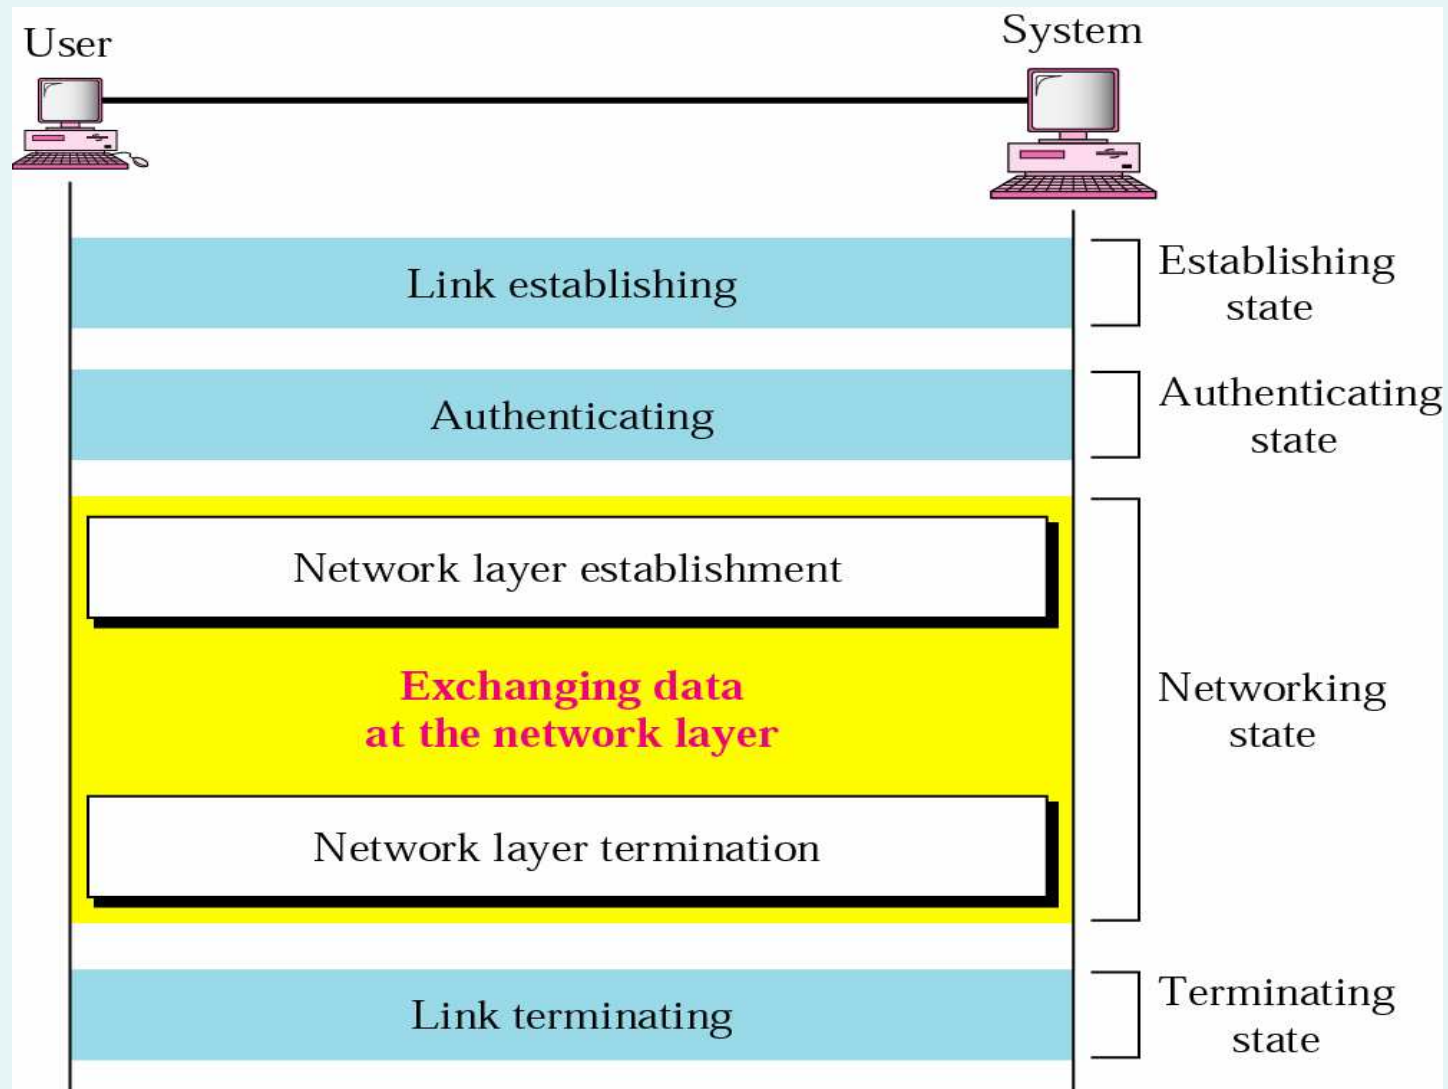 User
System
Link establishing
Establishing
state
Authenticating
Authenticating
state
Network layer establishment
Exchanging data
at the network layer
Networking
state
Network layer termination
Link terminating
Terminating
state